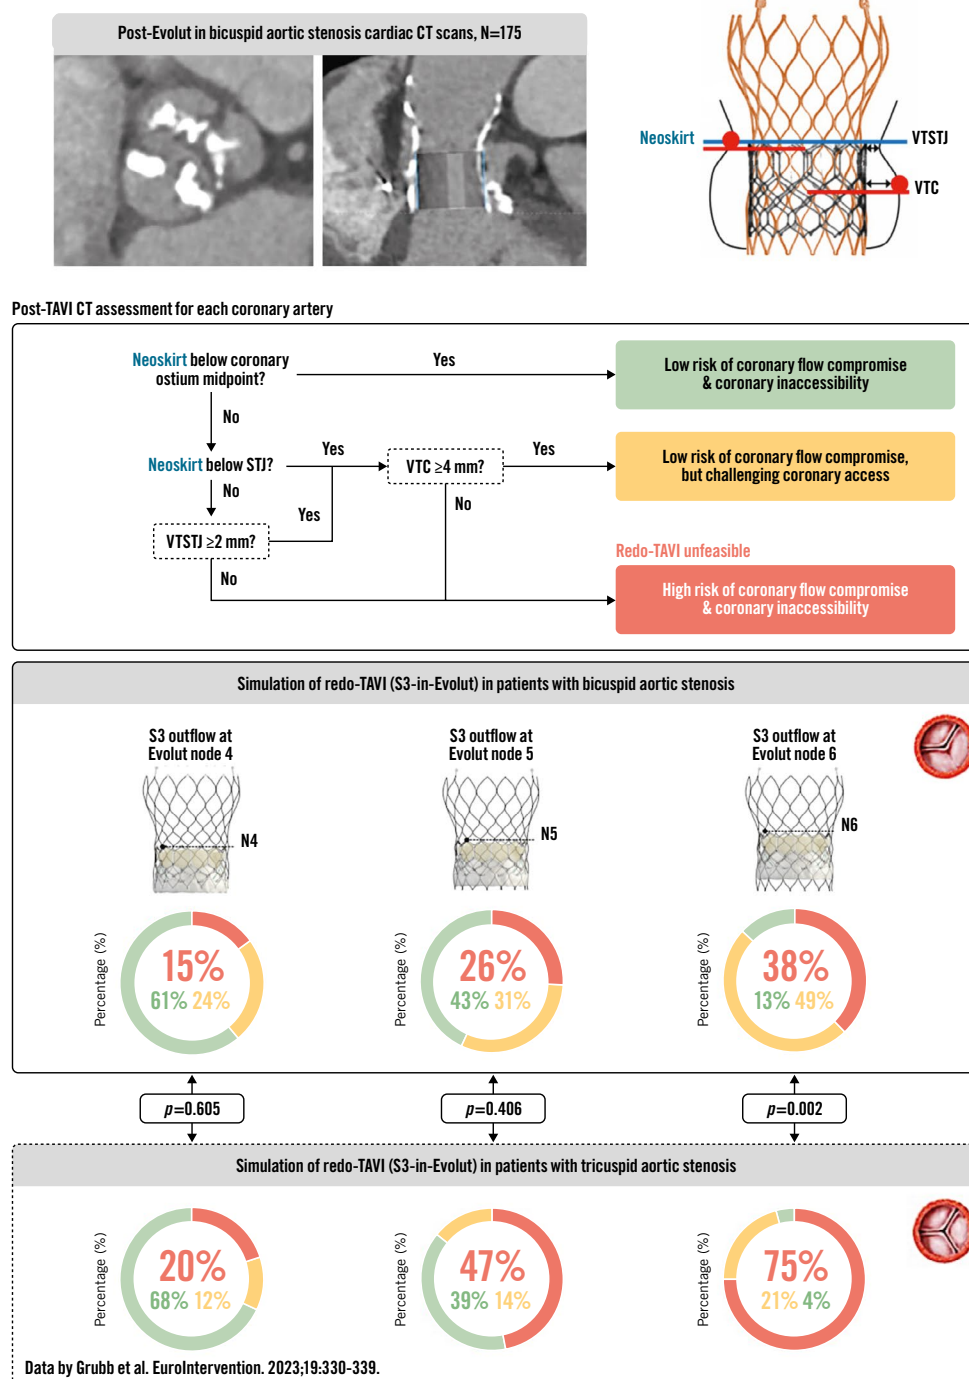 Post-Evolut in bicuspid aortic stenosis cardiac CT scans, N=175
Neoskirt
VTSTJ
VTC
Post-TAVI CT assessment for each coronary artery
Neoskirt below coronary
ostium midpoint?
Yes
Low risk of coronary flow compromise
& coronary inaccessibility
No
Neoskirt below STJ?
Yes
VTC ≥4 mm?
Yes
Low risk of coronary flow compromise,
but challenging coronary access
No
Yes
No
VTSTJ ≥2 mm?
No
Redo-TAVI unfeasible
High risk of coronary flow compromise
& coronary inaccessibility
Simulation of redo-TAVI (S3-in-Evolut) in patients with bicuspid aortic stenosis
S3 outflow at
Evolut node 4
S3 outflow at
Evolut node 5
S3 outflow at
Evolut node 6
N4
N5
N6
Percentage (%)
15%
61% 24%
Percentage (%)
26%
43% 31%
Percentage (%)
38%
13% 49%
p=0.605
p=0.406
p=0.002
Simulation of redo-TAVI (S3-in-Evolut) in patients with tricuspid aortic stenosis
Percentage (%)
20%
68% 12%
Percentage (%)
47%
39% 14%
Percentage (%)
75%
21% 4%
Data by Grubb et al. EuroIntervention. 2023;19:330-339.